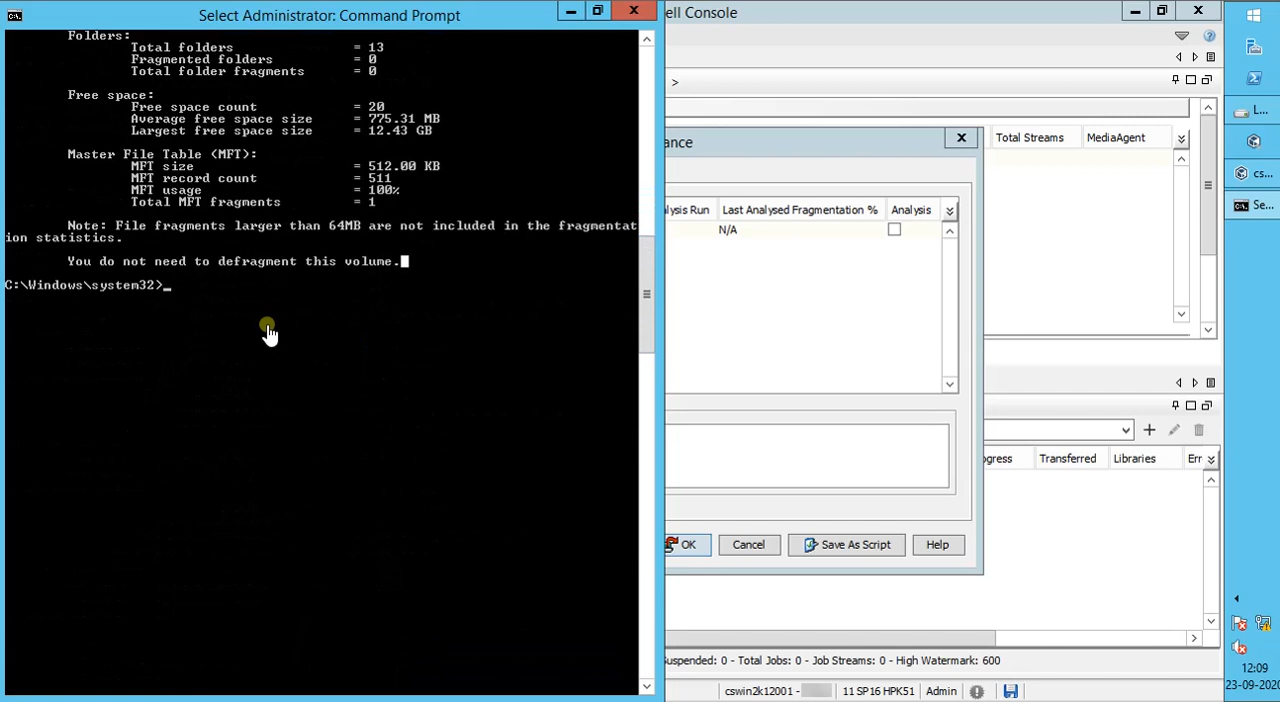 Select Administrator: Command Prompt
Folders:
Total folders = 13
Fragmented folders = 0
Total folder fragments = 0
Free space:
Free space count = 20
Average free space size = 775.31 MB
Largest free space size = 12.43 GB
Master File Table (MFT):
MFT size = 512.00 KB
MFT record count = 511
MFT usage = 100%
Total MFT fragments = 1
Note: File fragments larger than 64MB are not included in the fragmentat
ion statistics.
You do not need to defragment this volume.
C:\Windows\system32>_
ell Console
>
ance
Total Streams MediaAgent
lysis Run Last Analysed Fragmentation % Analysis
N/A
OK Cancel Save As Script Help
ogress Transferred Libraries Err
Suspended: 0 - Total Jobs: 0 - Job Streams: 0 - High Watermark: 600
cswin2k12001 - 11 SP16 HPK51 Admin
L...
cs...
Se...
12:09
23-09-2020